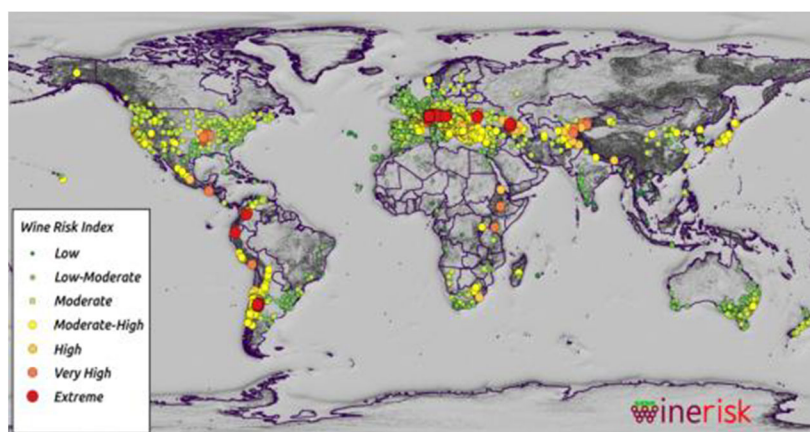 Wine Risk Index
Low
Low-Moderate
Moderate
Moderate-High
High
Very High
Extreme
winerisk